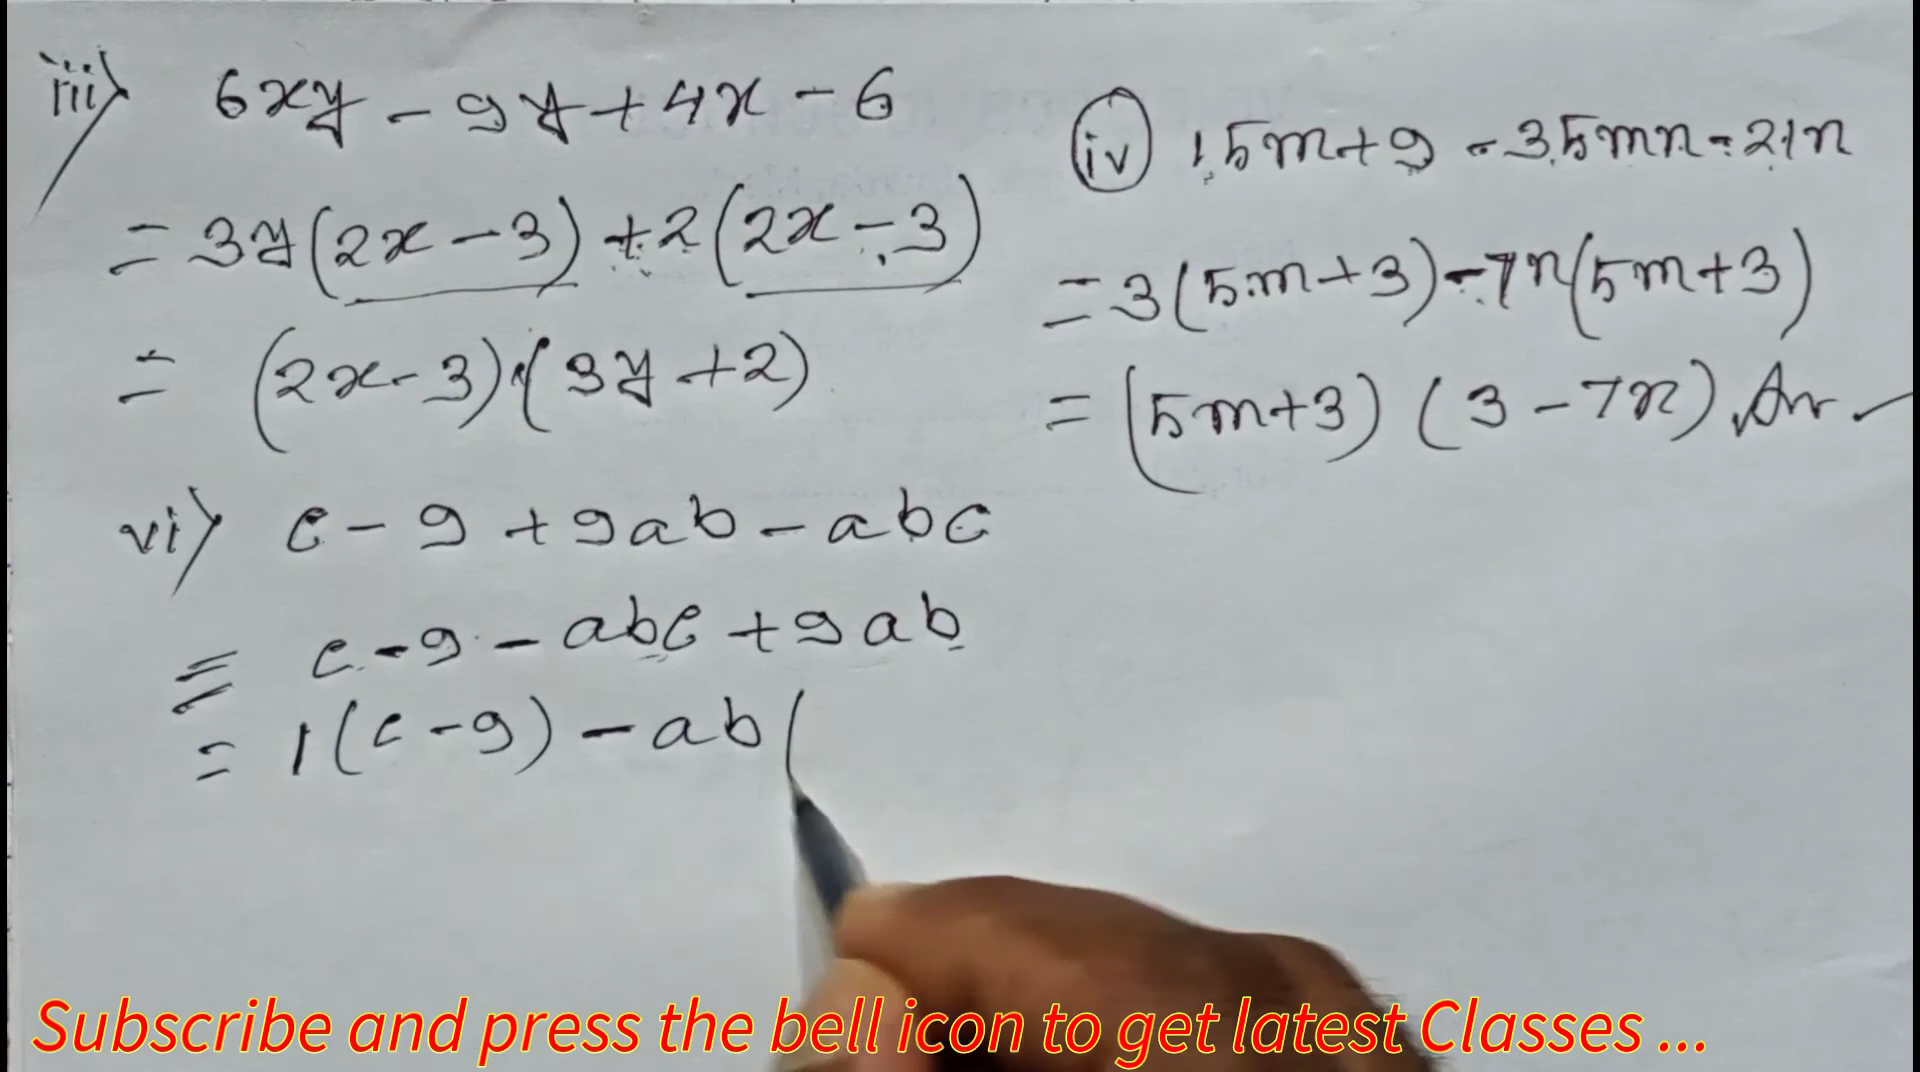 iii) 6xy - 9y + 4x - 6
= 3y(2x - 3) + 2(2x - 3)
= (2x - 3)(3y + 2)
iv 15m + 9 - 35mn - 21n
= 3(5m + 3) - 7n(5m + 3)
= (5m + 3) (3 - 7n) Ans
vi) c - 9 + 9ab - abc
= c - 9 - abc + 9ab
= 1(c - 9) - ab(
Subscribe and press the bell icon to get latest Classes ...